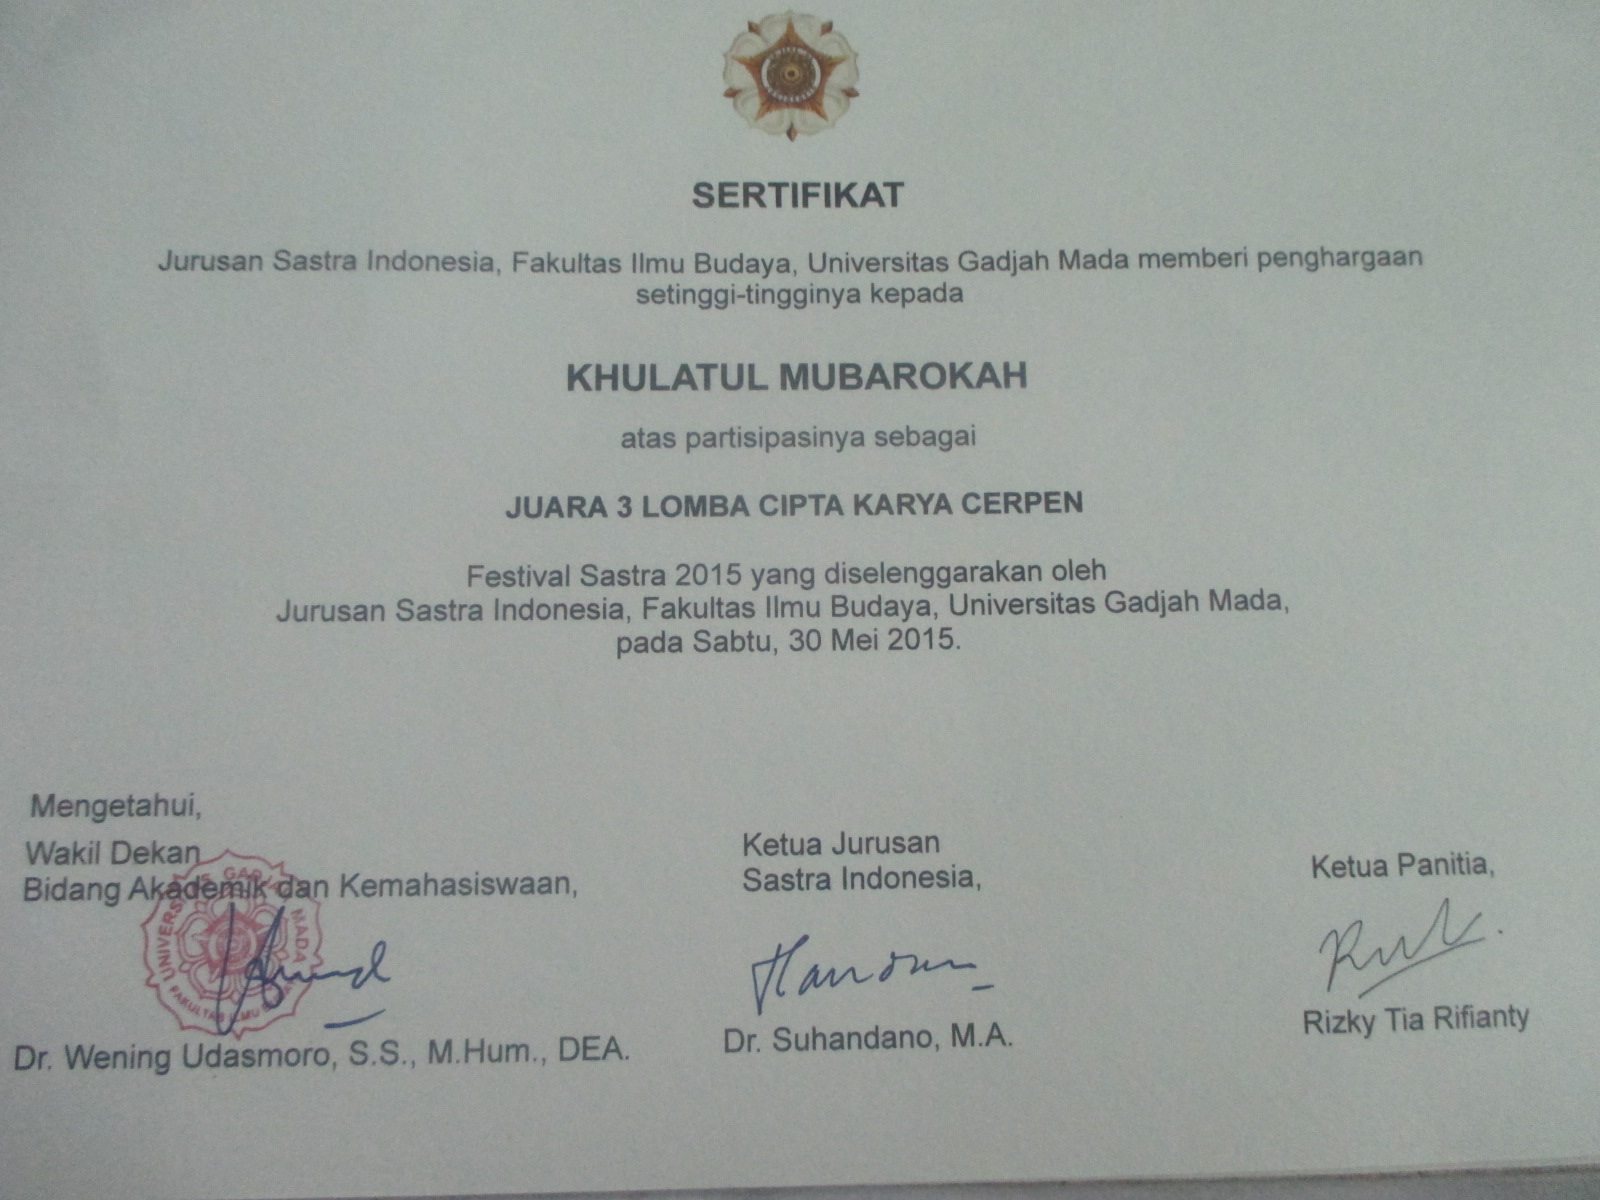 SERTIFIKAT
Jurusan Sastra Indonesia, Fakultas Ilmu Budaya, Universitas Gadjah Mada memberi penghargaan
setinggi-tingginya kepada
KHULATUL MUBAROKAH
atas partisipasinya sebagai
JUARA 3 LOMBA CIPTA KARYA CERPEN
Festival Sastra 2015 yang diselenggarakan oleh
Jurusan Sastra Indonesia, Fakultas Ilmu Budaya, Universitas Gadjah Mada,
pada Sabtu, 30 Mei 2015.
Mengetahui,
Wakil Dekan
Bidang Akademik dan Kemahasiswaan,
Dr. Wening Udasmoro, S.S., M.Hum., DEA.
Ketua Jurusan
Sastra Indonesia,
Dr. Suhandano, M.A.
Ketua Panitia,
Rizky Tia Rifianty